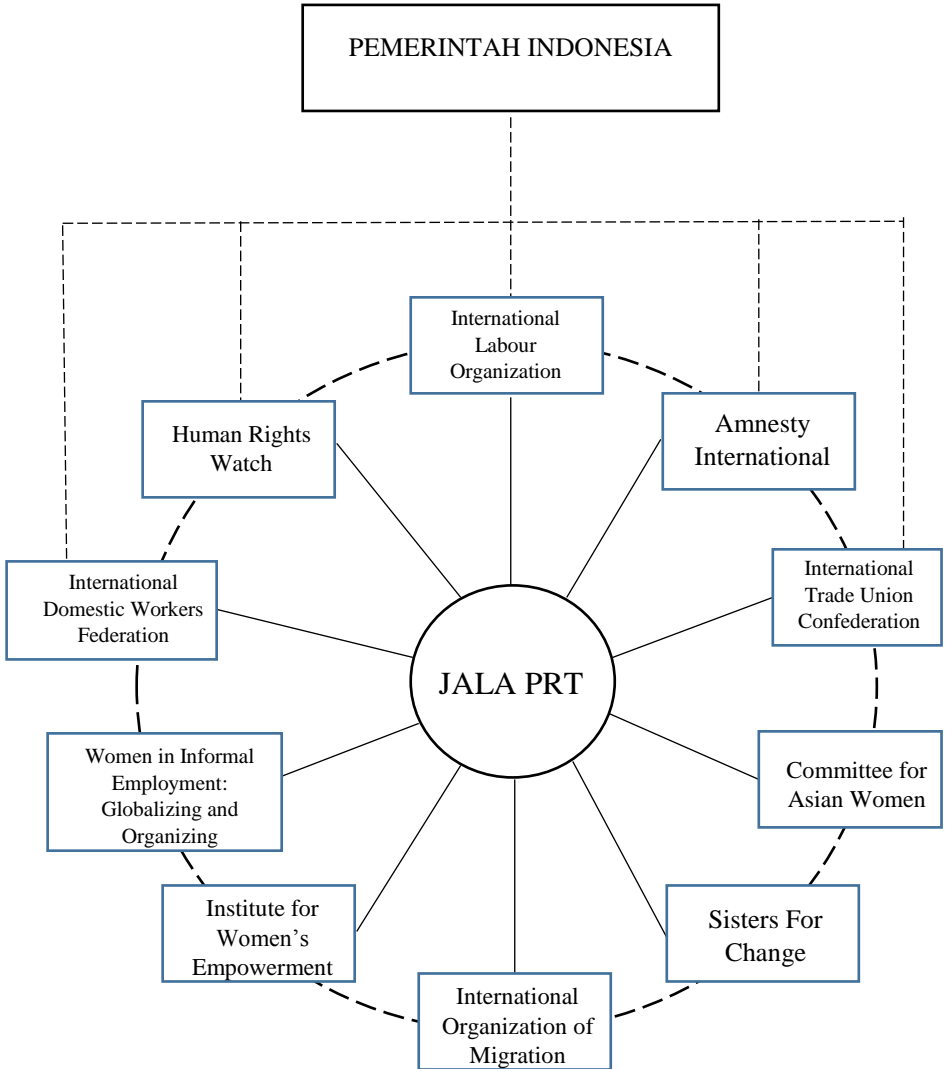 PEMERINTAH INDONESIA
International
Labour
Organization
Human Rights
Watch
Amnesty
International
International
Domestic Workers
Federation
International
Trade Union
Confederation
JALA PRT
Women in Informal
Employment:
Globalizing and
Organizing
Committee for
Asian Women
Institute for
Women’s
Empowerment
Sisters For
Change
International
Organization of
Migration